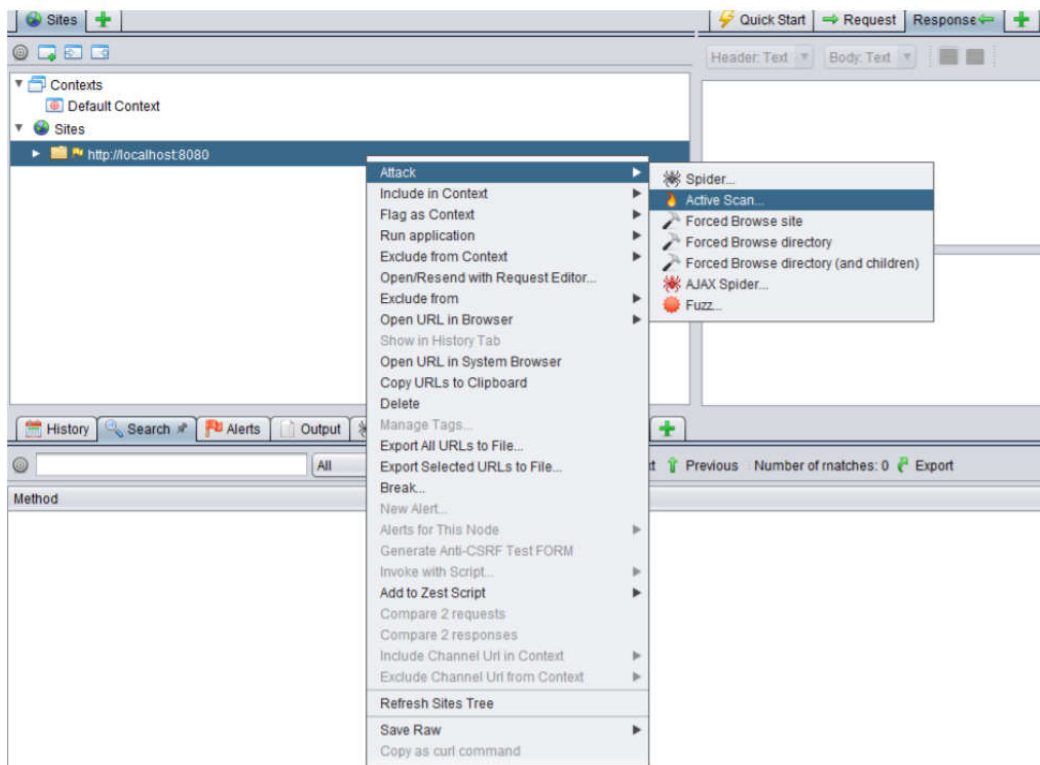 Sites
Quick Start Request Response
Header: Text Body: Text
Contexts
Default Context
Sites
http://localhost:8080
Attack
Include in Context
Flag as Context
Run application
Exclude from Context
Open/Resend with Request Editor...
Exclude from
Open URL in Browser
Show in History Tab
Open URL in System Browser
Copy URLs to Clipboard
Delete
Manage Tags...
Export All URLs to File...
Export Selected URLs to File...
Break...
New Alert...
Alerts for This Node
Generate Anti-CSRF Test FORM
Invoke with Script...
Add to Zest Script
Compare 2 requests
Compare 2 responses
Include Channel Url in Context
Exclude Channel Url from Context
Refresh Sites Tree
Save Raw
Copy as curl command
Spider...
Active Scan...
Forced Browse site
Forced Browse directory
Forced Browse directory (and children)
AJAX Spider...
Fuzz...
History Search Alerts Output
All Previous Number of matches: 0 Export
Method